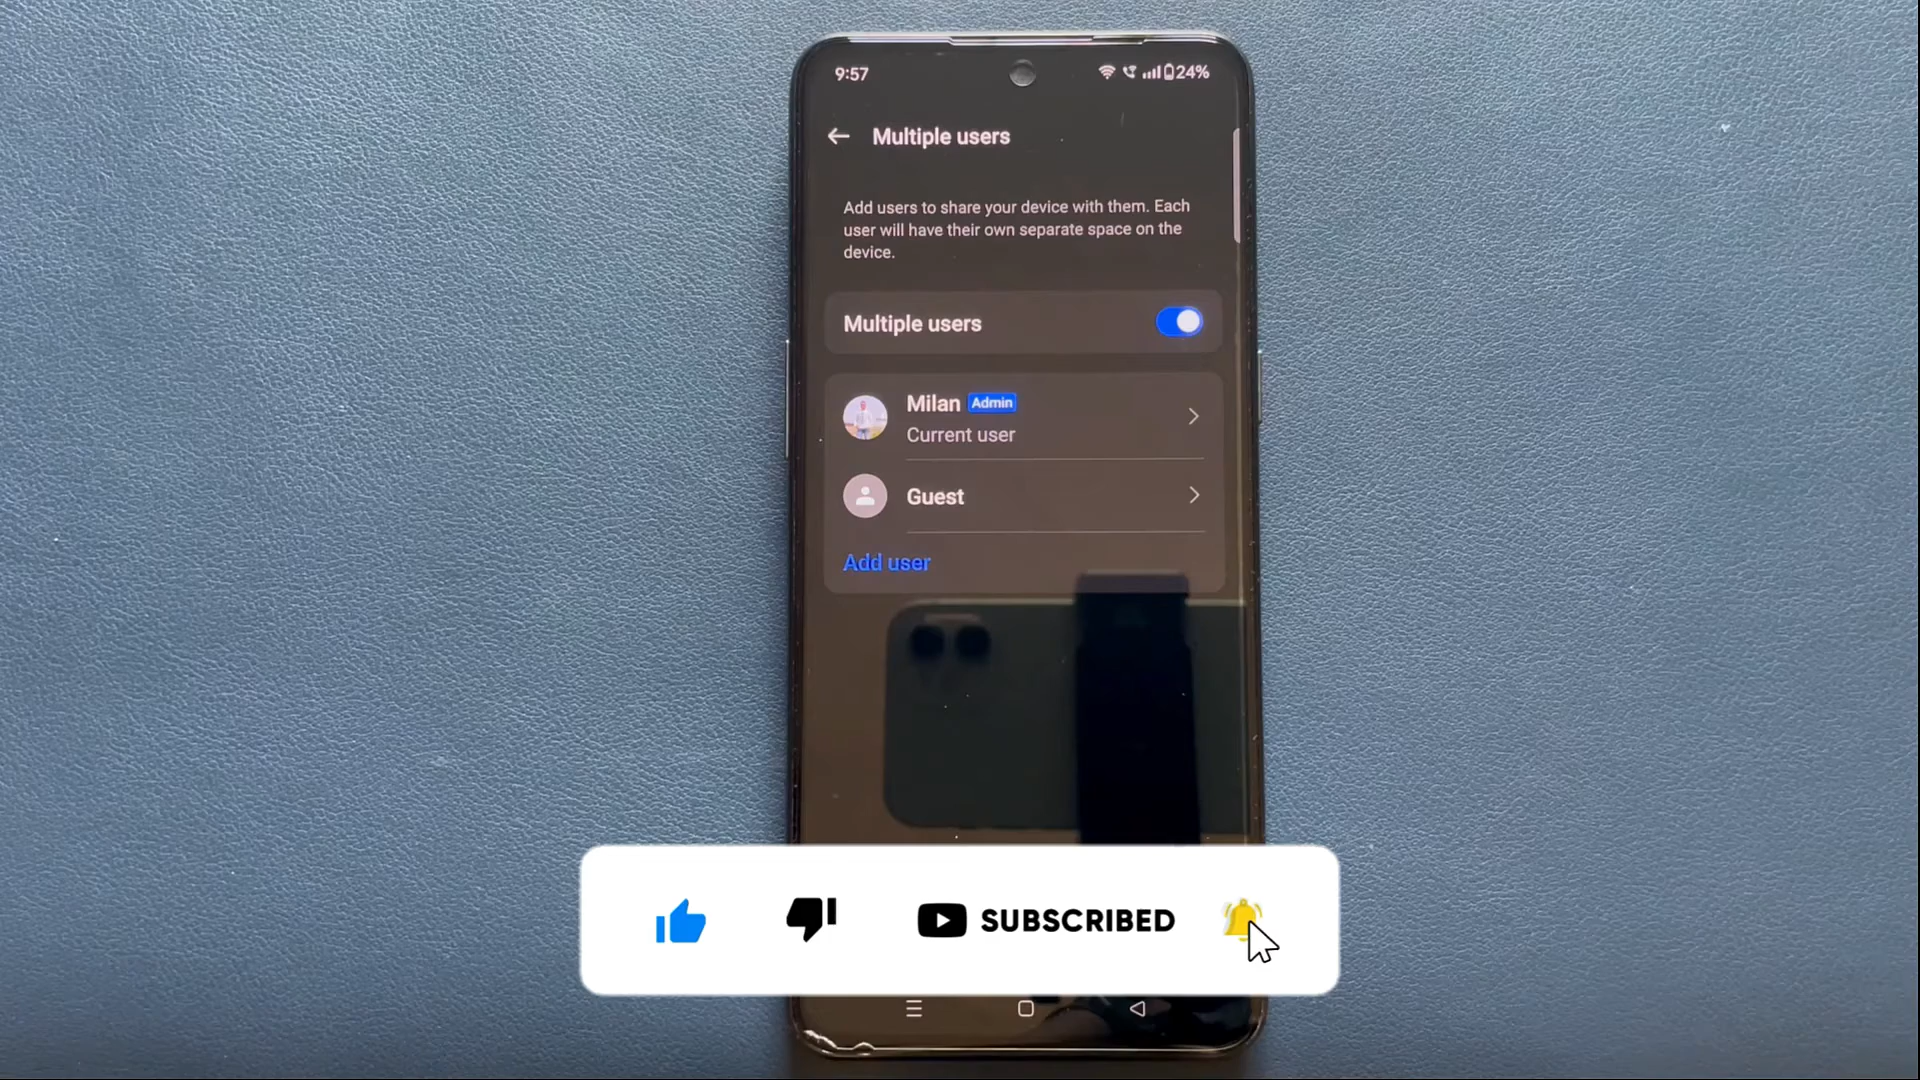 9:57
24%
Multiple users
Add users to share your device with them. Each
user will have their own separate space on the
device.
Multiple users
Milan Admin
Current user
Guest
Add user
SUBSCRIBED